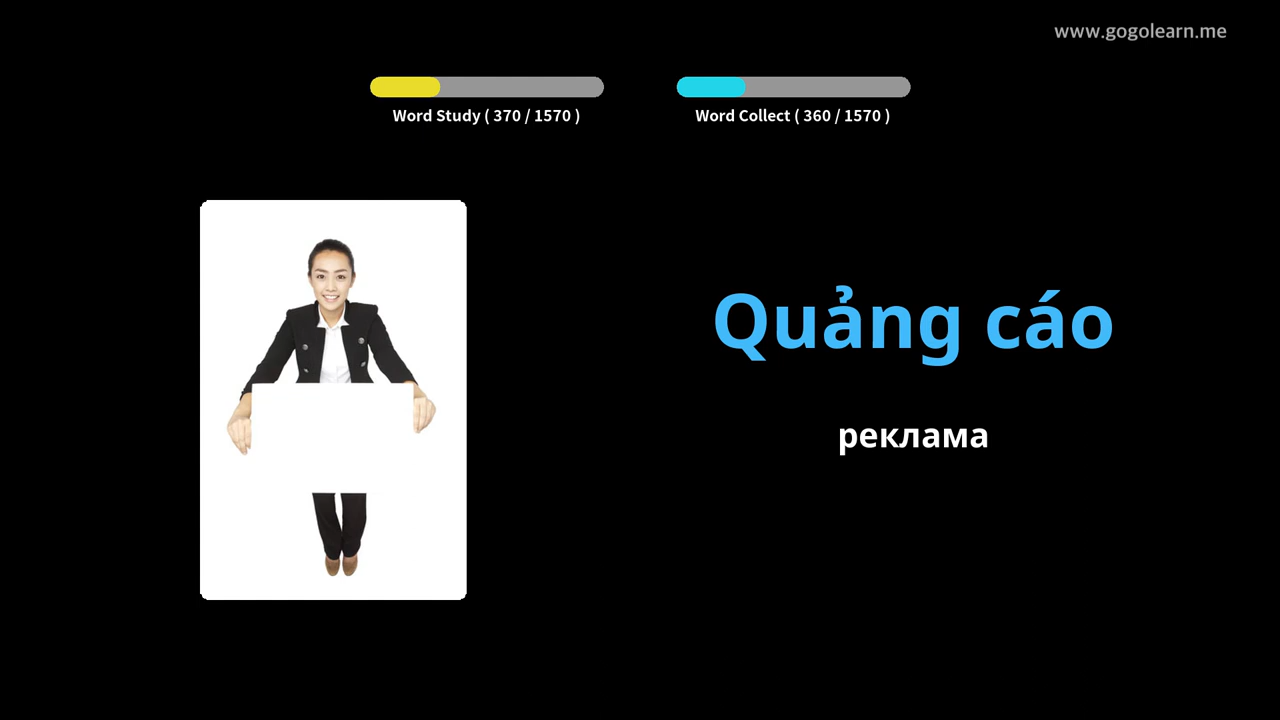 www.gogolearn.me
Word Study ( 370 / 1570 )
Word Collect ( 360 / 1570 )
Quảng cáo
реклама